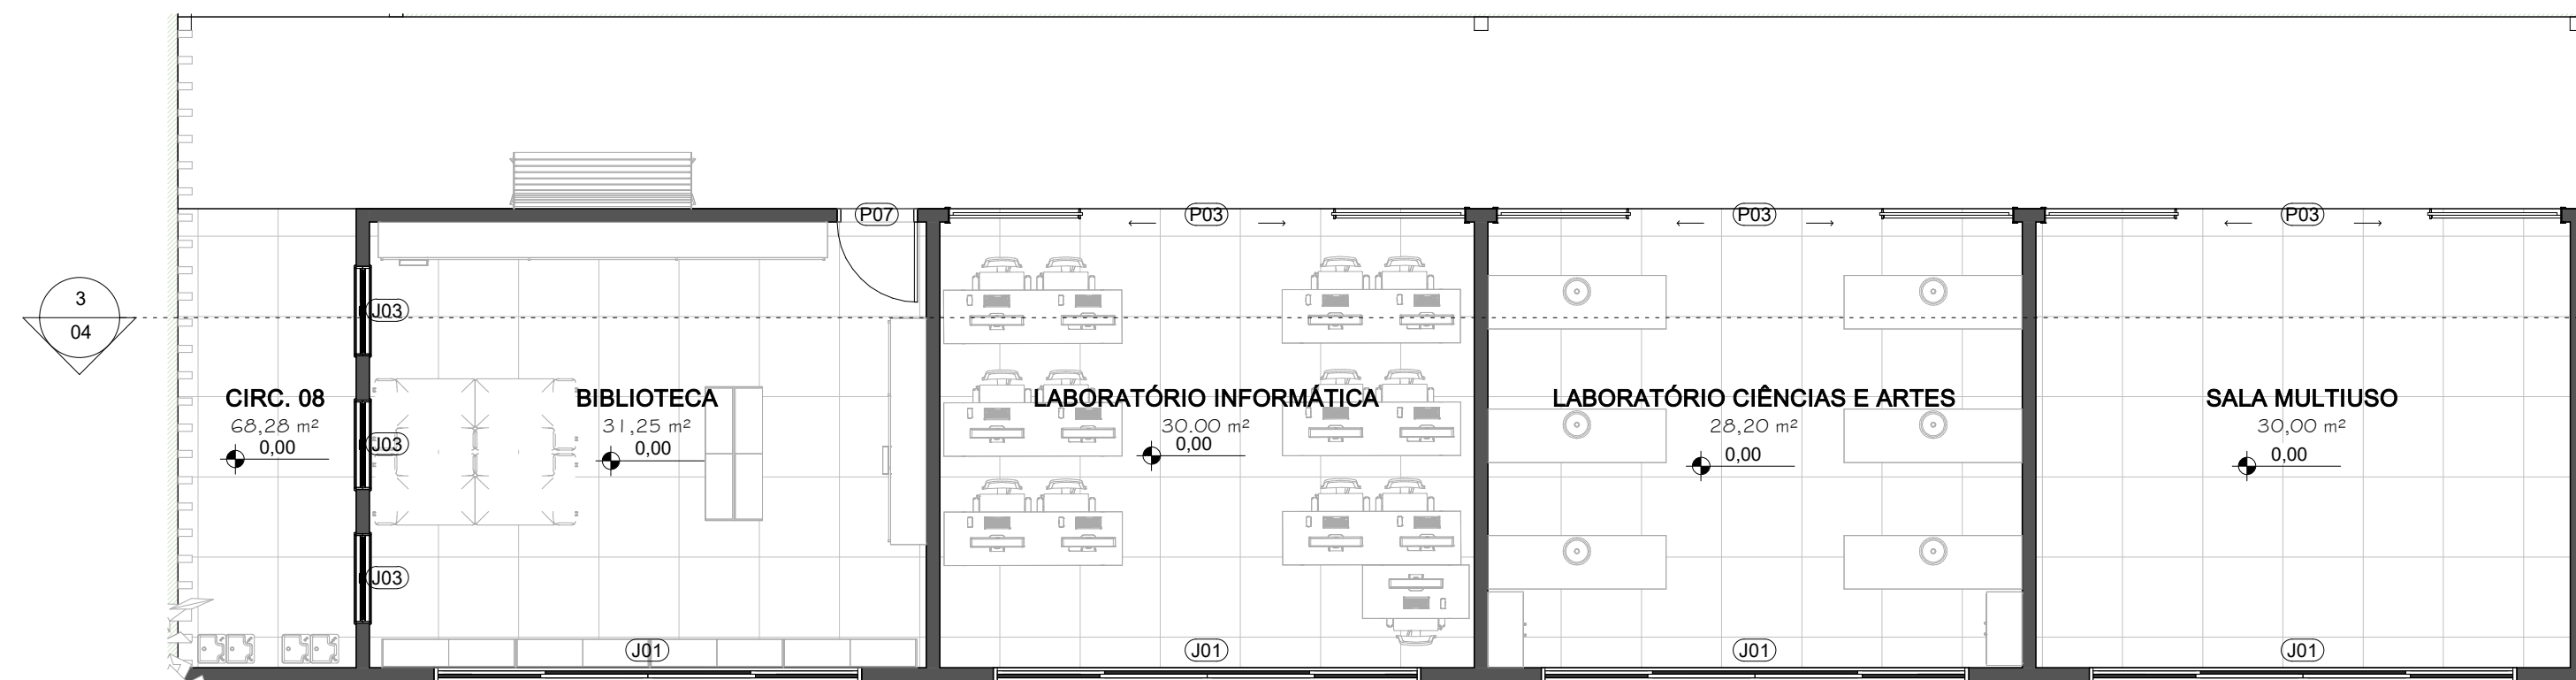 P07
P03
P03
P03
3
04
J03
J03
J03
CIRC. 08
68,28 m²
0,00
BIBLIOTECA
31,25 m²
0,00
LABORATÓRIO INFORMÁTICA
30.00 m²
0,00
LABORATÓRIO CIÊNCIAS E ARTES
28,20 m²
0,00
SALA MULTIUSO
30,00 m²
0,00
J01
J01
J01
J01